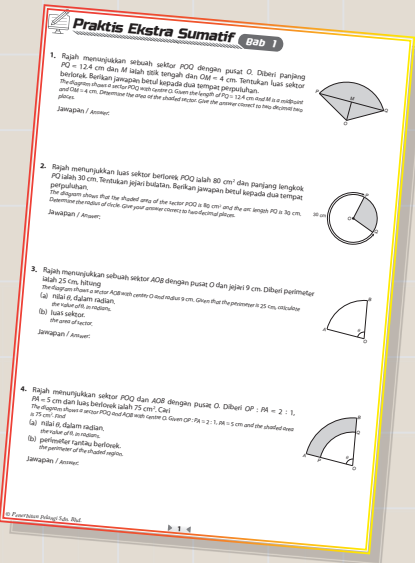 Praktis Ekstra Sumatif Bab 1
1. Rajah menunjukkan sebuah sektor POQ dengan pusat O. Diberi panjang
PQ = 12.4 cm dan M ialah titik tengah dan OM = 4 cm. Tentukan luas sektor
berlorek. Berikan jawapan betul kepada dua tempat perpuluhan.
The diagram shows a sector POQ with centre O. Given the length of PQ = 12.4 cm and M is a midpoint
and OM = 4 cm. Determine the area of the shaded sector. Give the answer correct to two decimal
places.
Jawapan / Answer:
P
M
Q
O
2. Rajah menunjukkan luas sektor berlorek POQ ialah 80 cm² dan panjang lengkok
PQ ialah 30 cm. Tentukan jejari bulatan. Berikan jawapan betul kepada dua tempat
perpuluhan.
The diagram shows that the shaded area of the sector POQ is 80 cm² and the arc length PQ is 30 cm.
Determine the radius of circle. Give your answer correct to two decimal places.
Jawapan / Answer:
30 cm
P
O
Q
3. Rajah menunjukkan sebuah sektor AOB dengan pusat O dan jejari 9 cm. Diberi perimeter
ialah 25 cm, hitung
The diagram shows a sector AOB with center O and radius 9 cm. Given that the perimeter is 25 cm, calculate
(a) nilai θ, dalam radian.
the value of θ, in radians.
(b) luas sektor.
the area of sector.
Jawapan / Answer:
B
A
θ
O
4. Rajah menunjukkan sektor POQ dan AOB dengan pusat O. Diberi OP : PA = 2 : 1,
PA = 5 cm dan luas berlorek ialah 75 cm². Cari
The diagram shows a sector POQ and AOB with centre O. Given OP : PA = 2 : 1, PA = 5 cm and the shaded area
is 75 cm². Find
(a) nilai θ, dalam radian.
the value of θ, in radians.
(b) perimeter rantau berlorek.
the perimeter of the shaded region.
Jawapan / Answer:
B
Q
A
P
θ
O
© Penerbitan Pelangi Sdn. Bhd.
1